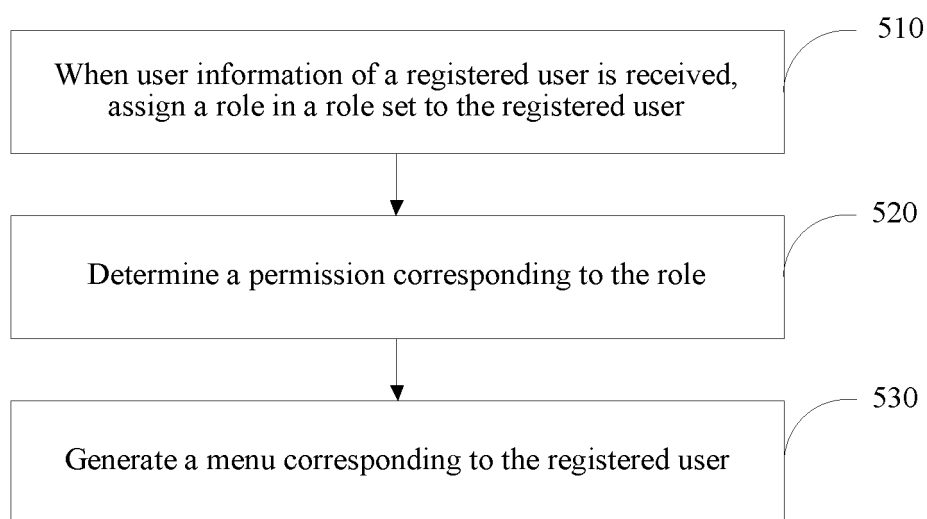 510
When user information of a registered user is received,
assign a role in a role set to the registered user
520
Determine a permission corresponding to the role
530
Generate a menu corresponding to the registered user